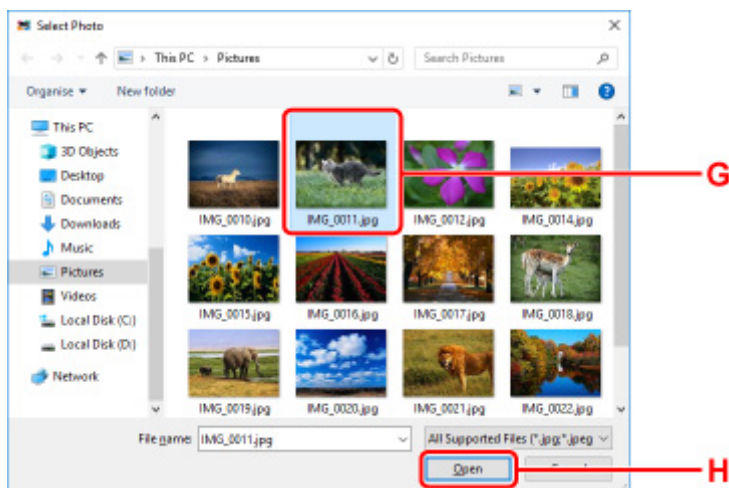 Select Photo
This PC > Pictures
Search Pictures
Organise
New folder
This PC
3D Objects
Desktop
Documents
Downloads
Music
Pictures
Videos
Local Disk (C:)
Local Disk (D:)
Network
IMG_0010.jpg
IMG_0011.jpg
IMG_0012.jpg
IMG_0014.jpg
G
IMG_0015.jpg
IMG_0016.jpg
IMG_0017.jpg
IMG_0018.jpg
IMG_0019.jpg
IMG_0020.jpg
IMG_0021.jpg
IMG_0022.jpg
File name: IMG_0011.jpg
All Supported Files (*.jpg;*.jpeg
Open
H